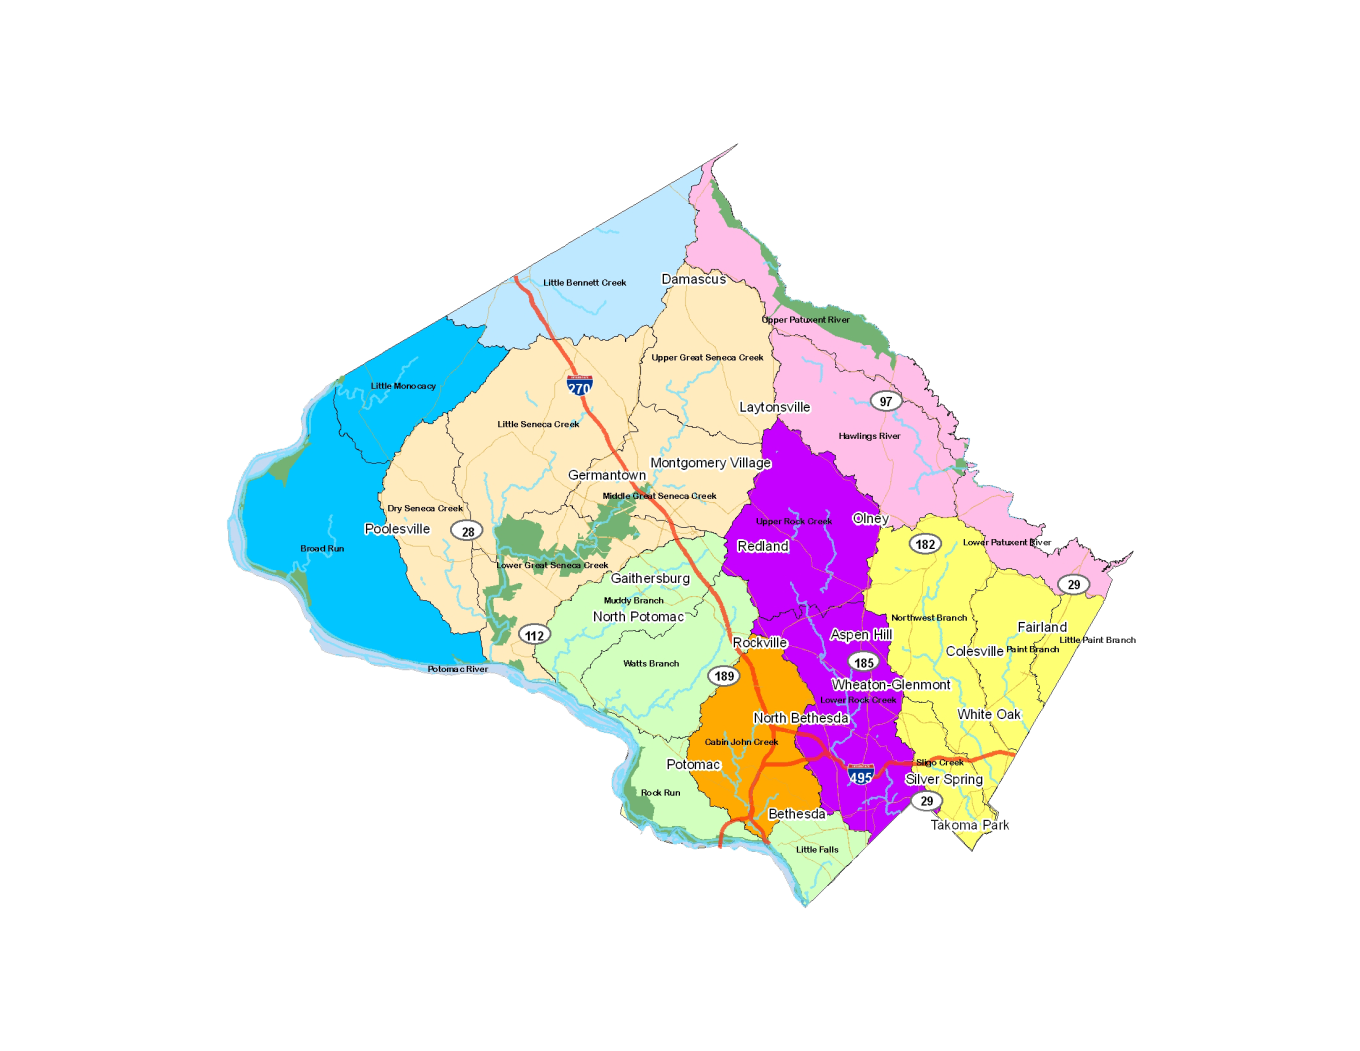 Damascus
Little Bennett Creek
Upper Patuxent River
Upper Great Seneca Creek
Little Monocacy
270
97
Laytonsville
Little Seneca Creek
Hawlings River
Montgomery Village
Germantown
Middle Great Seneca Creek
Dry Seneca Creek
Poolesville
28
Upper Rock Creek
Olney
Redland
182
Lower Patuxent River
Broad Run
Lower Great Seneca Creek
Gaithersburg
29
Muddy Branch
North Potomac
Northwest Branch
112
Aspen Hill
Fairland
Little Paint Branch
Rockville
Colesville
Paint Branch
Potomac River
Watts Branch
185
189
Wheaton-Glenmont
Lower Rock Creek
North Bethesda
White Oak
Cabin John Creek
Potomac
Sligo Creek
495
Silver Spring
Rock Run
29
Bethesda
Takoma Park
Little Falls